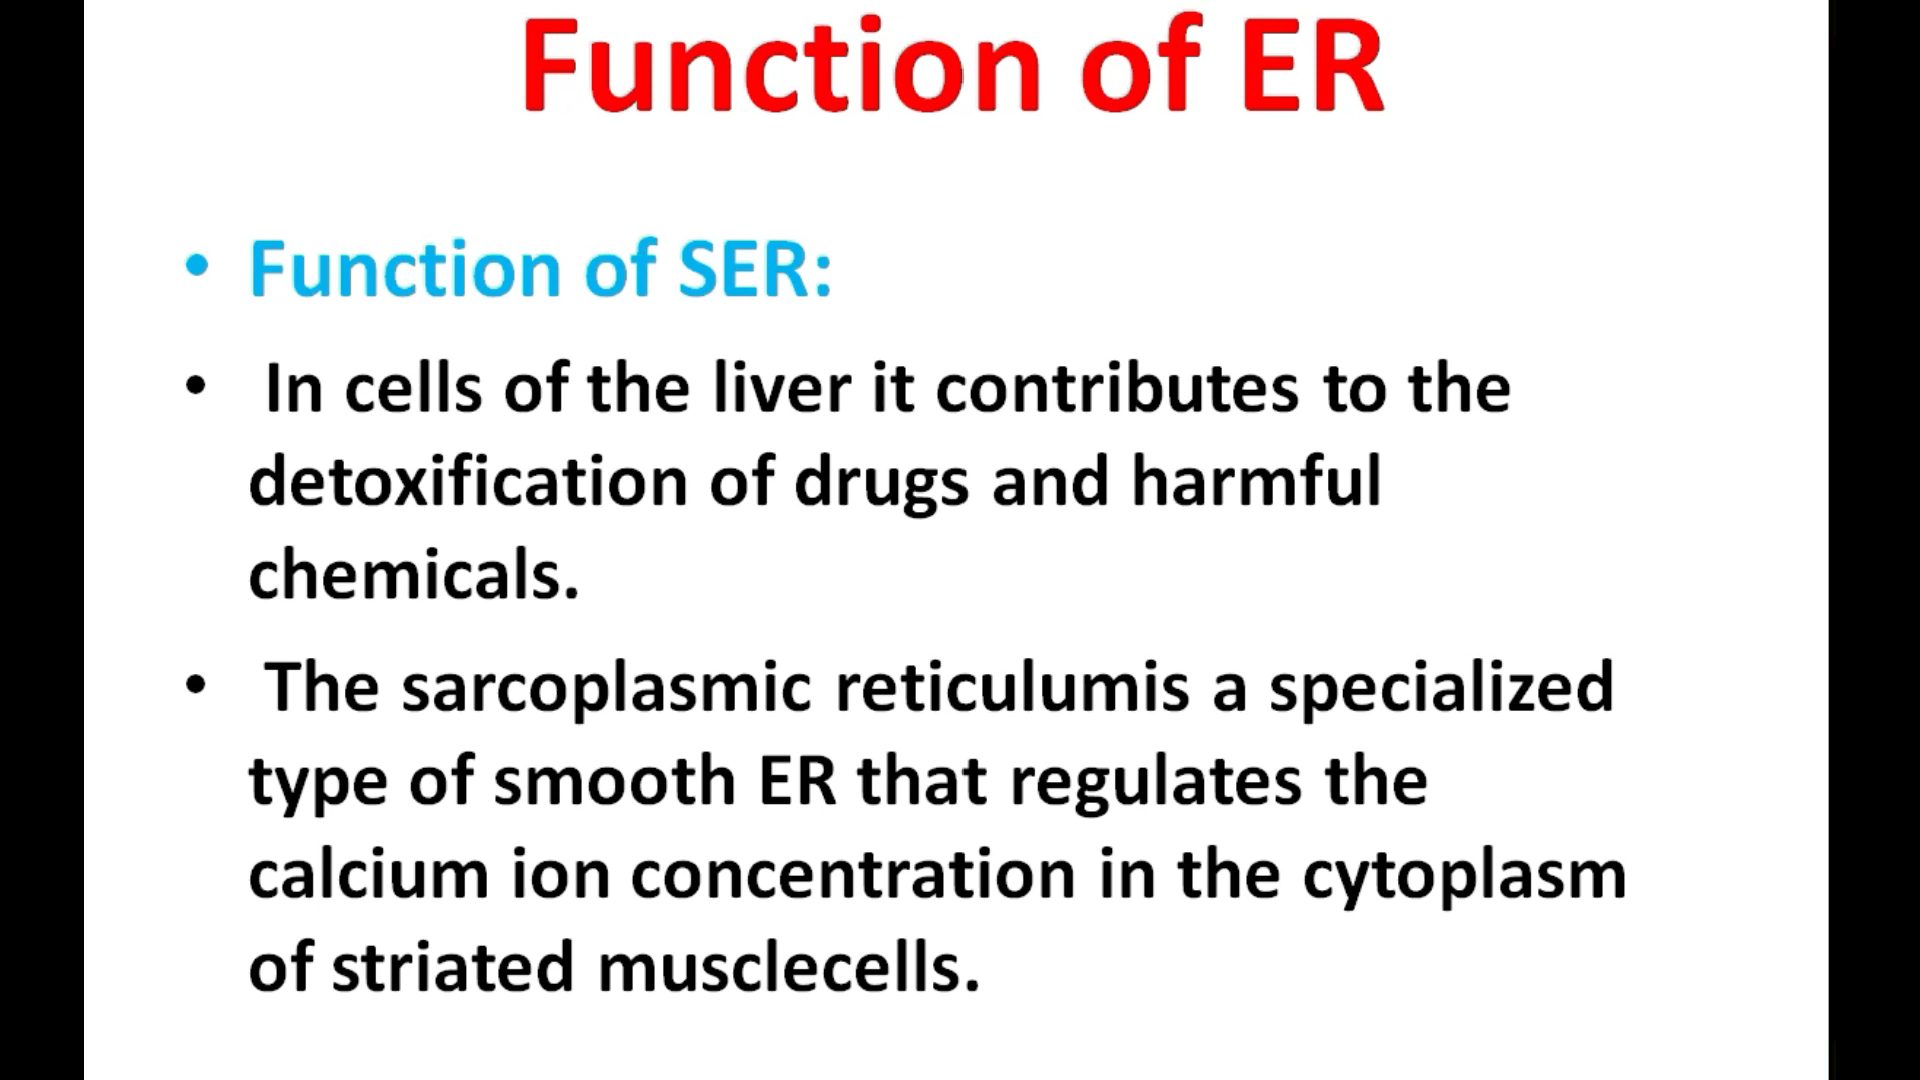 Function of ER
• Function of SER:
• In cells of the liver it contributes to the
detoxification of drugs and harmful
chemicals.
• The sarcoplasmic reticulumis a specialized
type of smooth ER that regulates the
calcium ion concentration in the cytoplasm
of striated musclecells.